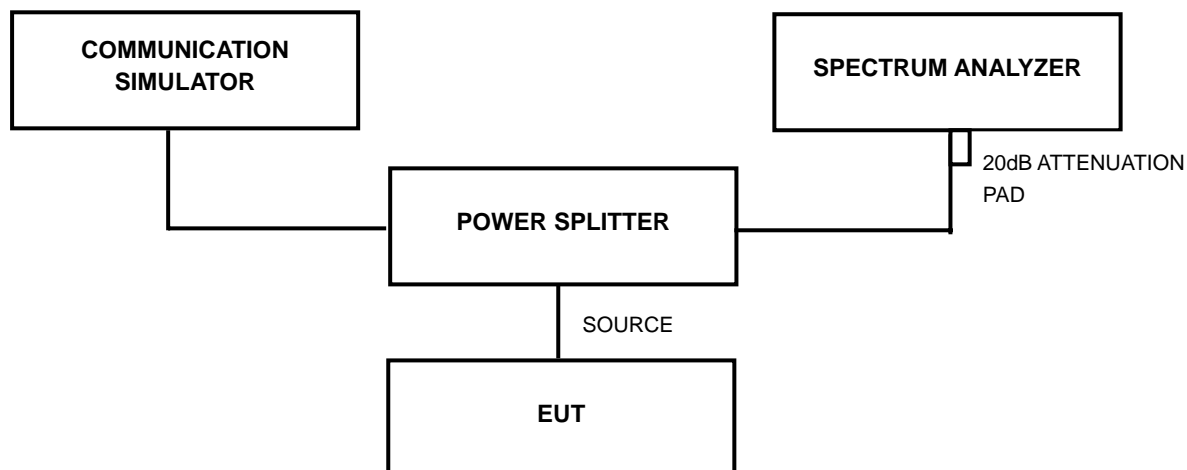 COMMUNICATION
SIMULATOR
SPECTRUM ANALYZER
20dB ATTENUATION
PAD
POWER SPLITTER
SOURCE
EUT